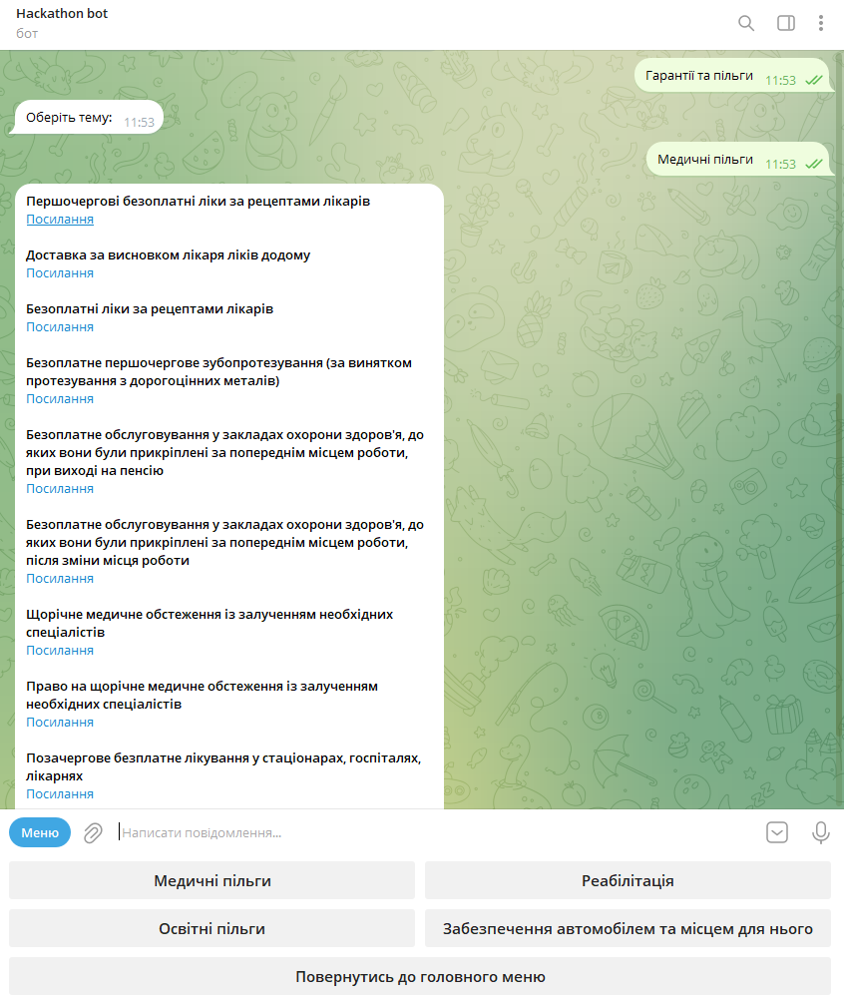 Hackathon bot
бот
Гарантії та пільги 11:53
Оберіть тему: 11:53
Медичні пільги 11:53
Першочергові безоплатні ліки за рецептами лікарів
Посилання
Доставка за висновком лікаря ліків додому
Посилання
Безоплатні ліки за рецептами лікарів
Посилання
Безоплатне першочергове зубопротезування (за винятком
протезування з дорогоцінних металів)
Посилання
Безоплатне обслуговування у закладах охорони здоров'я, до
яких вони були прикріплені за попереднім місцем роботи,
при виході на пенсію
Посилання
Безоплатне обслуговування у закладах охорони здоров'я, до
яких вони були прикріплені за попереднім місцем роботи,
після зміни місця роботи
Посилання
Щорічне медичне обстеження із залученням необхідних
спеціалістів
Посилання
Право на щорічне медичне обстеження із залученням
необхідних спеціалістів
Посилання
Позачергове безплатне лікування у стаціонарах, госпіталях,
лікарнях
Посилання
Меню
Написати повідомлення...
Медичні пільги
Реабілітація
Освітні пільги
Забезпечення автомобілем та місцем для нього
Повернутись до головного меню